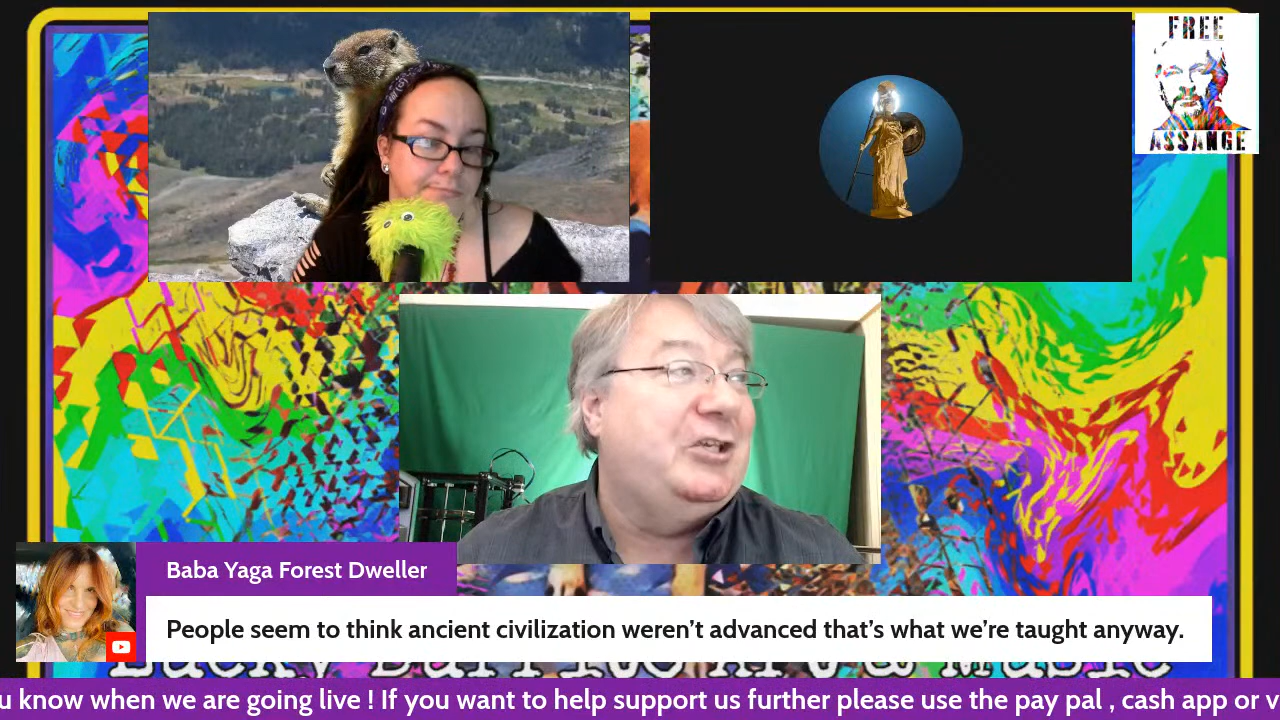 FREE
ASSANGE
Baba Yaga Forest Dweller
People seem to think ancient civilization weren't advanced that's what we're taught anyway.
u know when we are going live ! If you want to help support us further please use the pay pal , cash app or v